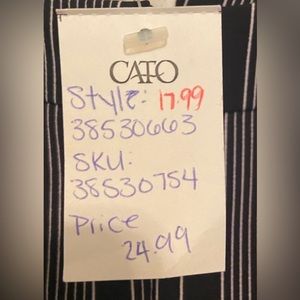 CATO
Style: 17.99
38530663
SKU:
38530754
Price
24.99